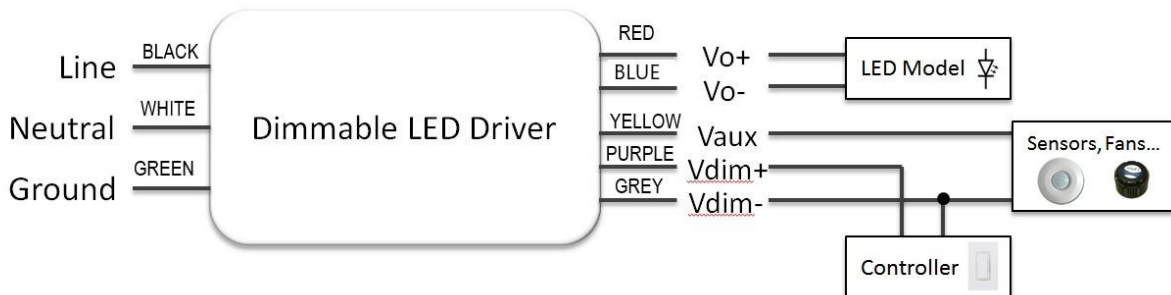 Line
BLACK
Neutral
WHITE
Ground
GREEN
Dimmable LED Driver
RED
Vo+
BLUE
Vo-
YELLOW
Vaux
PURPLE
Vdim+
GREY
Vdim-
LED Model
Sensors, Fans...
Controller